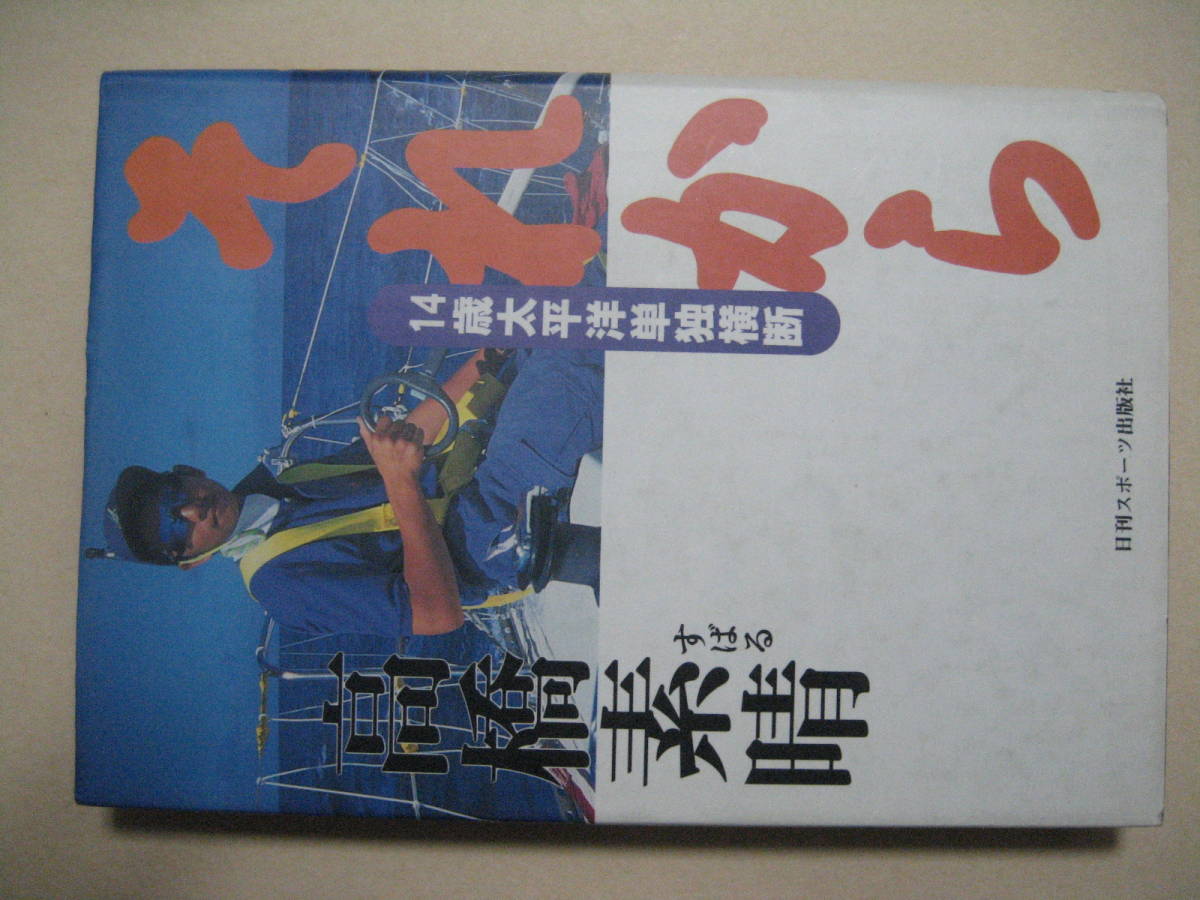 それから
14歳太平洋単独横断
すばる
高橋素晴
日刊スポーツ出版社